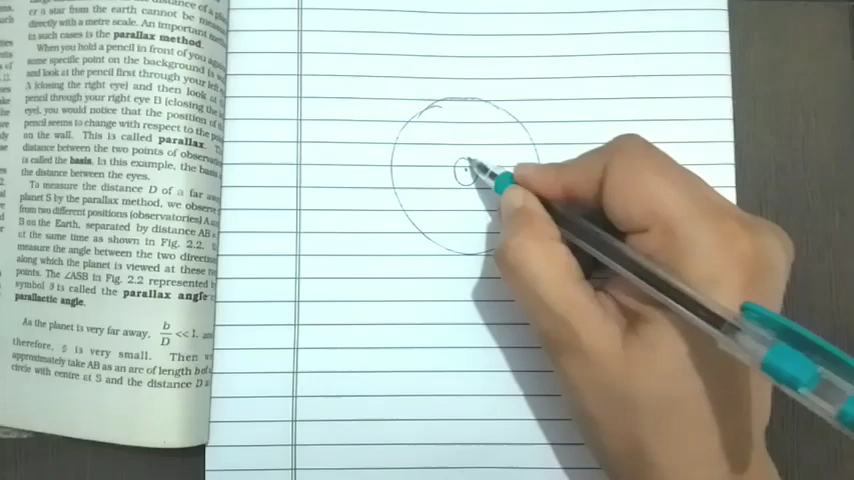 er a star from the earth cannot be
directly with a metre scale. An important
in such cases is the parallax method.
When you hold a pencil in front of you
some specific point on the background
and look at the pencil first through your
A (closing the right eye) and then look at
pencil through your right eye B (closing the
eye), you would notice that the position of
pencil seems to change with respect to the
on the wall. This is called parallax.
distance between the two points of
is called the basis. In this example, the basis
the distance between the eyes.
To measure the distance D of a far
planet S by the parallax method, we
from two different positions (observatories) A
B on the Earth, separated by distance AB
at the same time as shown in Fig. 2.2.
measure the angle between the two
along which the planet is viewed at these
points. The ∠ASB in Fig. 2.2 represented
symbol θ is called the parallax angle
parallactic angle.
As the planet is very far away, b/D << 1,
therefore, θ is very small. Then
approximately take AB as an arc of length b
circle with centre at S and the distance D